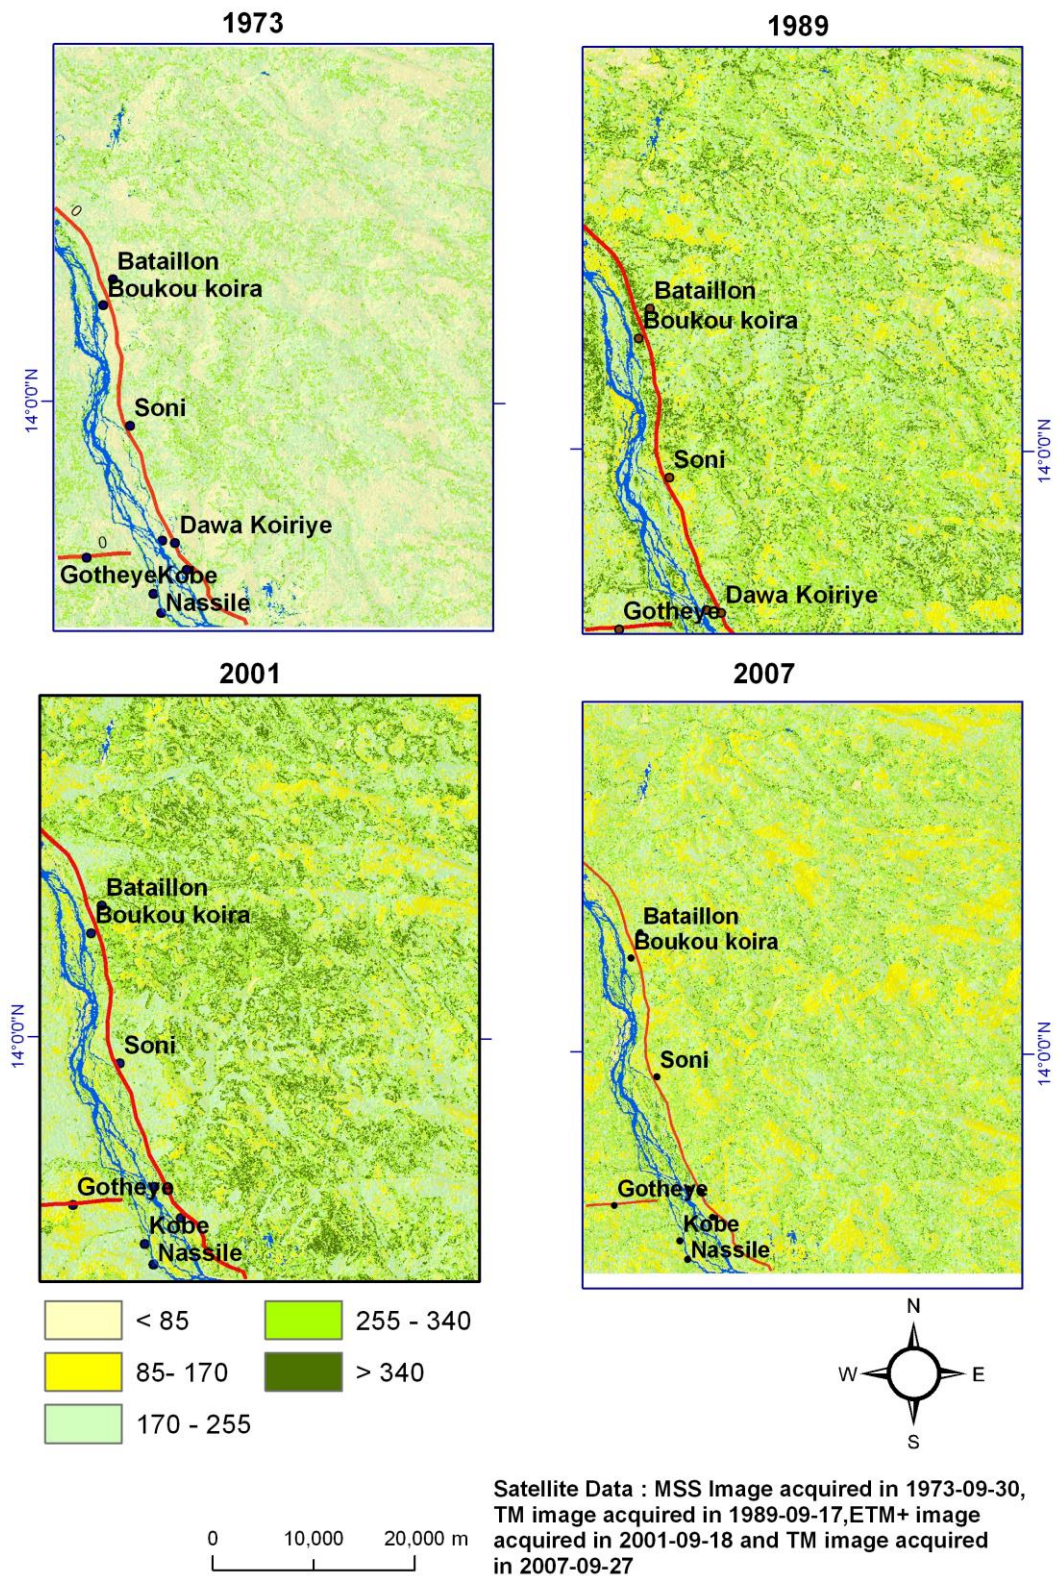 1973
0
Bataillon
Boukou koira
14°0'0"N
Soni
Dawa Koiriye
0
GotheyeKobe
Nassile
1989
Bataillon
Boukou koira
14°0'0"N
Soni
Dawa Koiriye
Gotheye
2001
Bataillon
Boukou koira
14°0'0"N
Soni
Gotheye
Kobe
Nassile
2007
Bataillon
Boukou koira
14°0'0"N
Soni
Gotheye
Kobe
Nassile
< 85
85- 170
170 - 255
255 - 340
> 340
N
W E
S
0 10,000 20,000 m
Satellite Data : MSS Image acquired in 1973-09-30,
TM image acquired in 1989-09-17,ETM+ image
acquired in 2001-09-18 and TM image acquired
in 2007-09-27